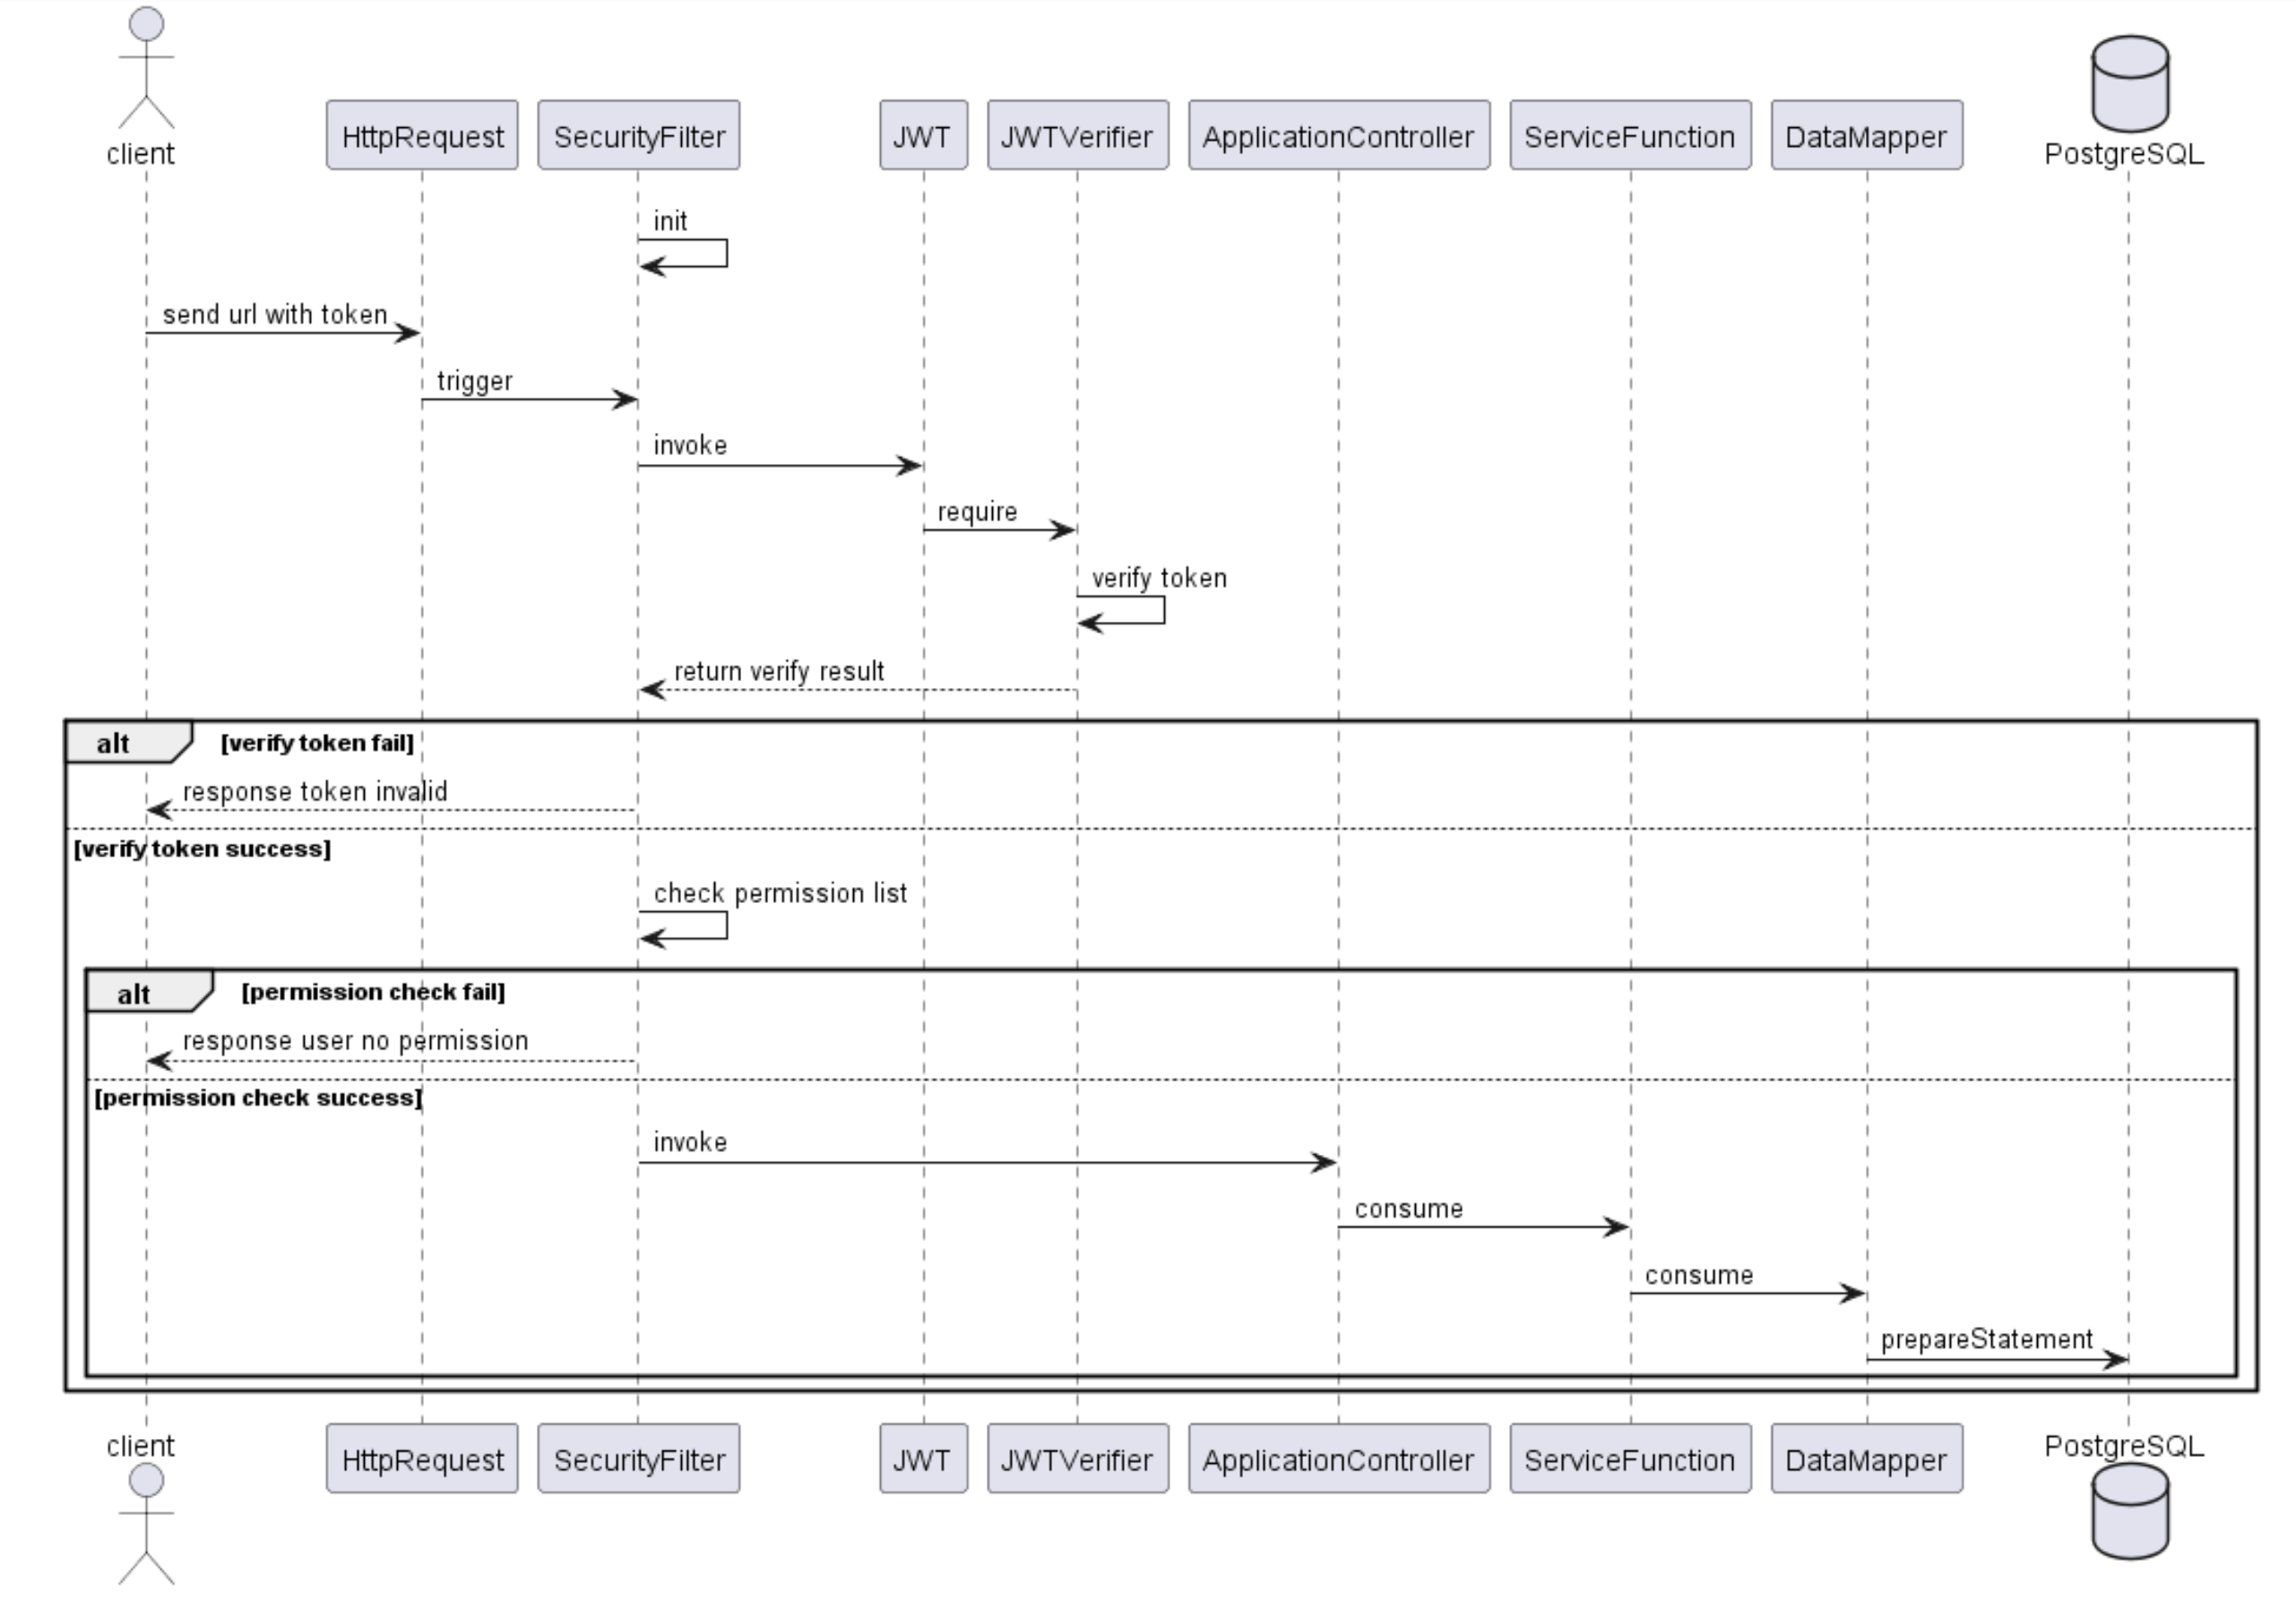 client
HttpRequest
SecurityFilter
JWT
JWTVerifier
ApplicationController
ServiceFunction
DataMapper
PostgreSQL
init
send url with token
trigger
invoke
require
verify token
return verify result
alt [verify token fail]
response token invalid
[verify token success]
check permission list
alt [permission check fail]
response user no permission
[permission check success]
invoke
consume
consume
prepareStatement
client
HttpRequest
SecurityFilter
JWT
JWTVerifier
ApplicationController
ServiceFunction
DataMapper
PostgreSQL